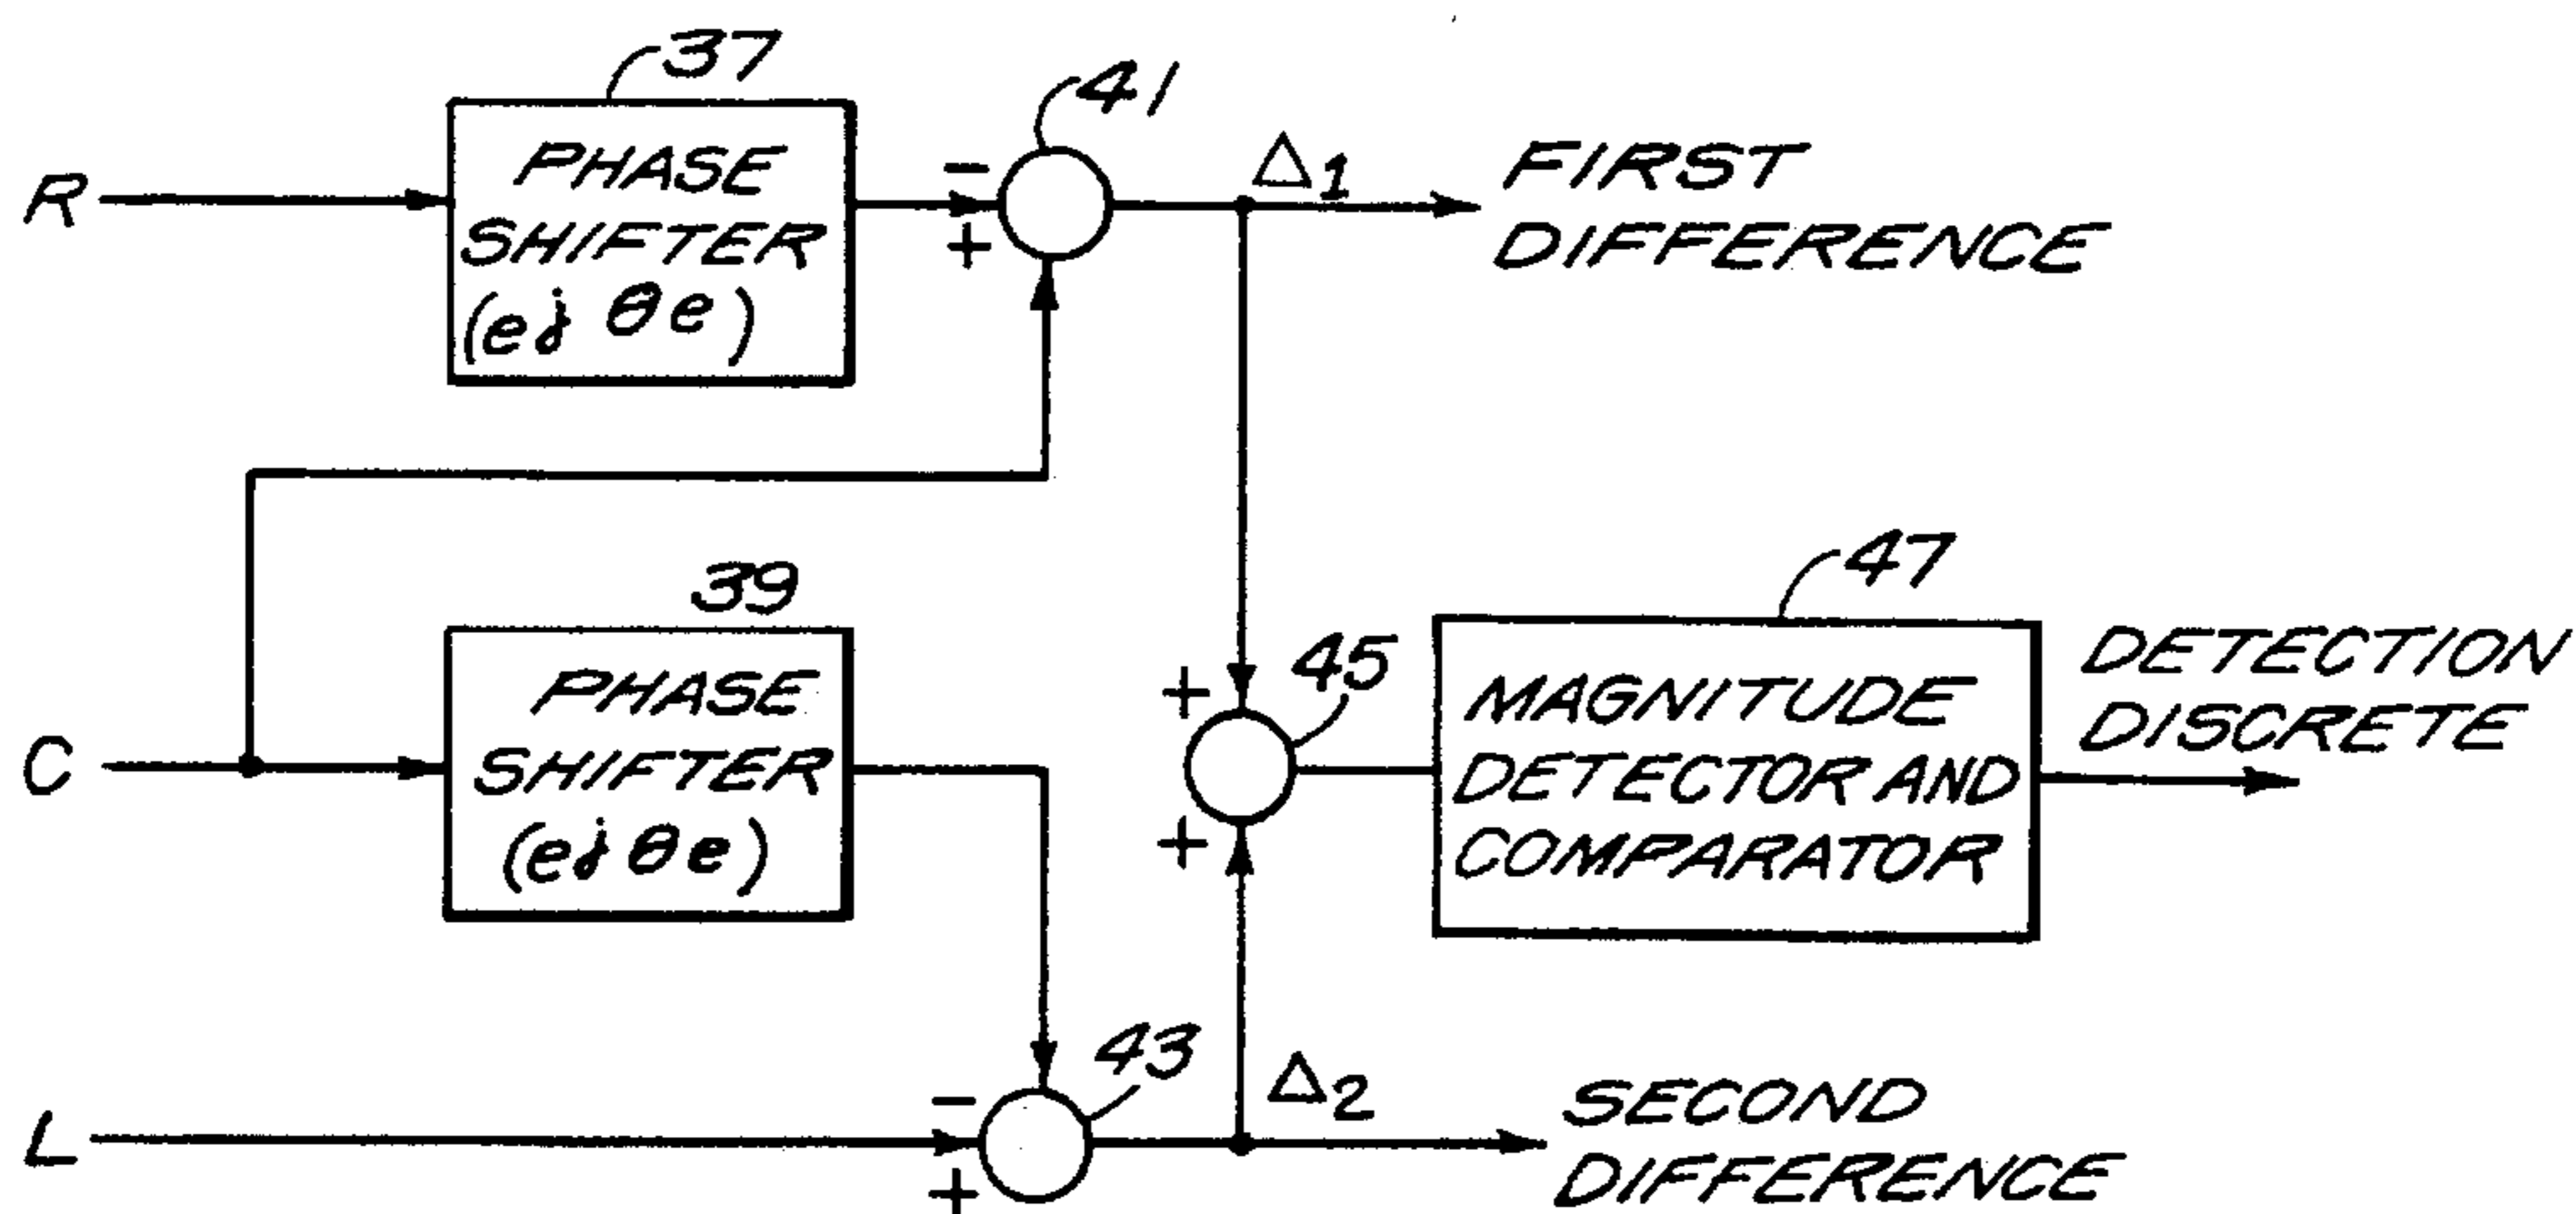 37
41
R
PHASE
SHIFTER
(ej θe)
-
+
Δ1
FIRST
DIFFERENCE
39
C
PHASE
SHIFTER
(ej θe)
45
+
+
47
MAGNITUDE
DETECTOR AND
COMPARATOR
DETECTION
DISCRETE
L
-
+
43
Δ2
SECOND
DIFFERENCE